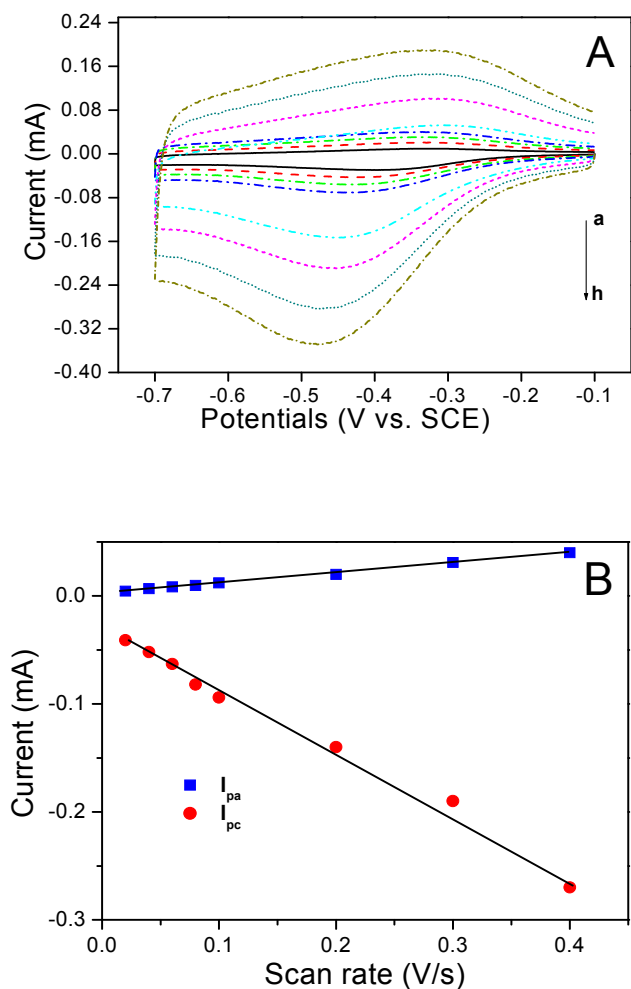 A
0.24
0.16
0.08
0.00
-0.08
-0.16
-0.24
-0.32
-0.40
Current (mA)
a
h
-0.7 -0.6 -0.5 -0.4 -0.3 -0.2 -0.1
Potentials (V vs. SCE)
B
0.0
-0.1
-0.2
-0.3
Current (mA)
Ipa
Ipc
0.0 0.1 0.2 0.3 0.4
Scan rate (V/s)